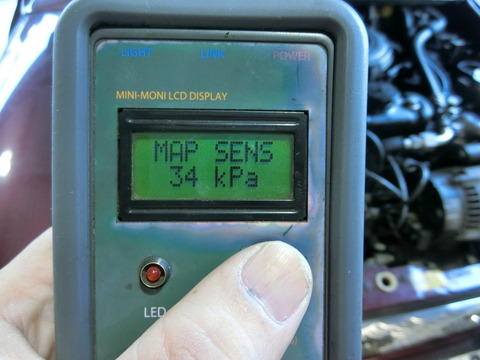 LIGHT LINK POWER
MINI-MONI LCD DISPLAY
MAP SENS
34 kPa
LED